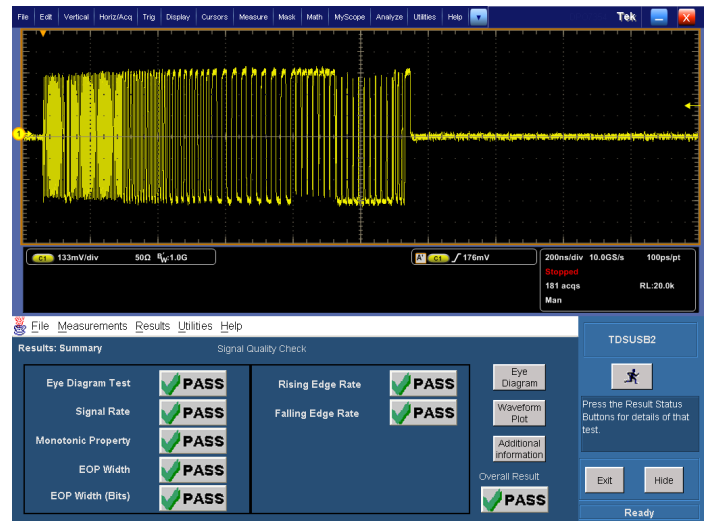 File Edit Vertical Horiz/Acq Trig Display Cursors Measure Mask Math MyScope Analyze Utilities Help Tek X
1
C1 133mV/div 50Ω BW:1.0G
A' C1 176mV
200ns/div 10.0GS/s 100ps/pt
Stopped
181 acqs RL:20.0k
Man
File Measurements Results Utilities Help
Results: Summary Signal Quality Check
Eye Diagram Test PASS
Signal Rate PASS
Monotonic Property PASS
EOP Width PASS
EOP Width (Bits) PASS
Rising Edge Rate PASS
Falling Edge Rate PASS
Eye
Diagram
Waveform
Plot
Additional
information
Overall Result
PASS
TDSUSB2
Press the Result Status
Buttons for details of that
test.
Exit Hide
Ready